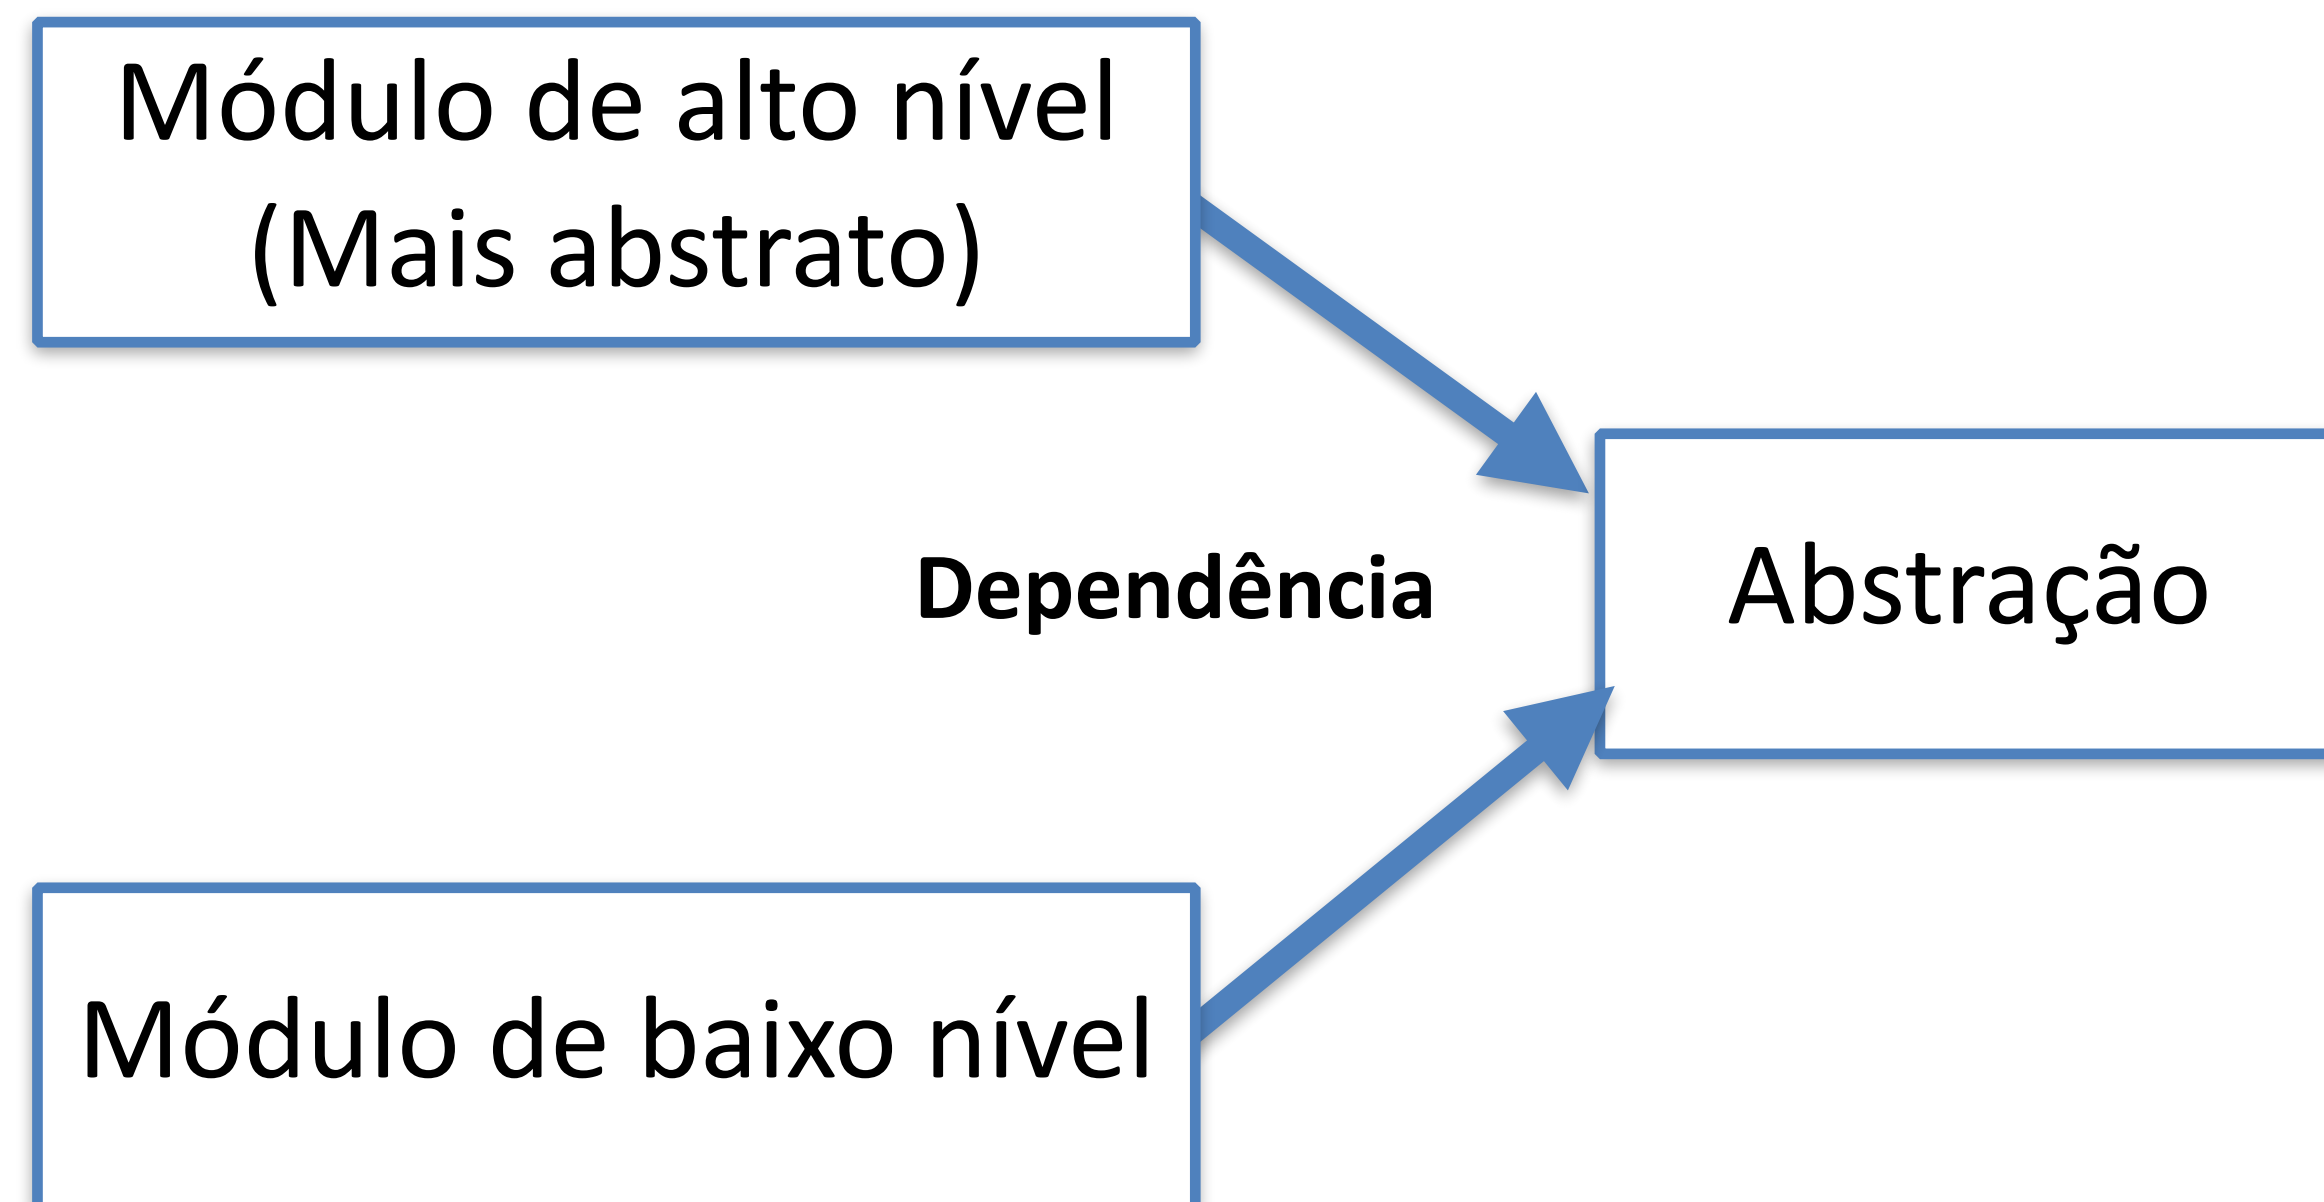 Módulo de alto nível
(Mais abstrato)
Dependência
Abstração
Módulo de baixo nível